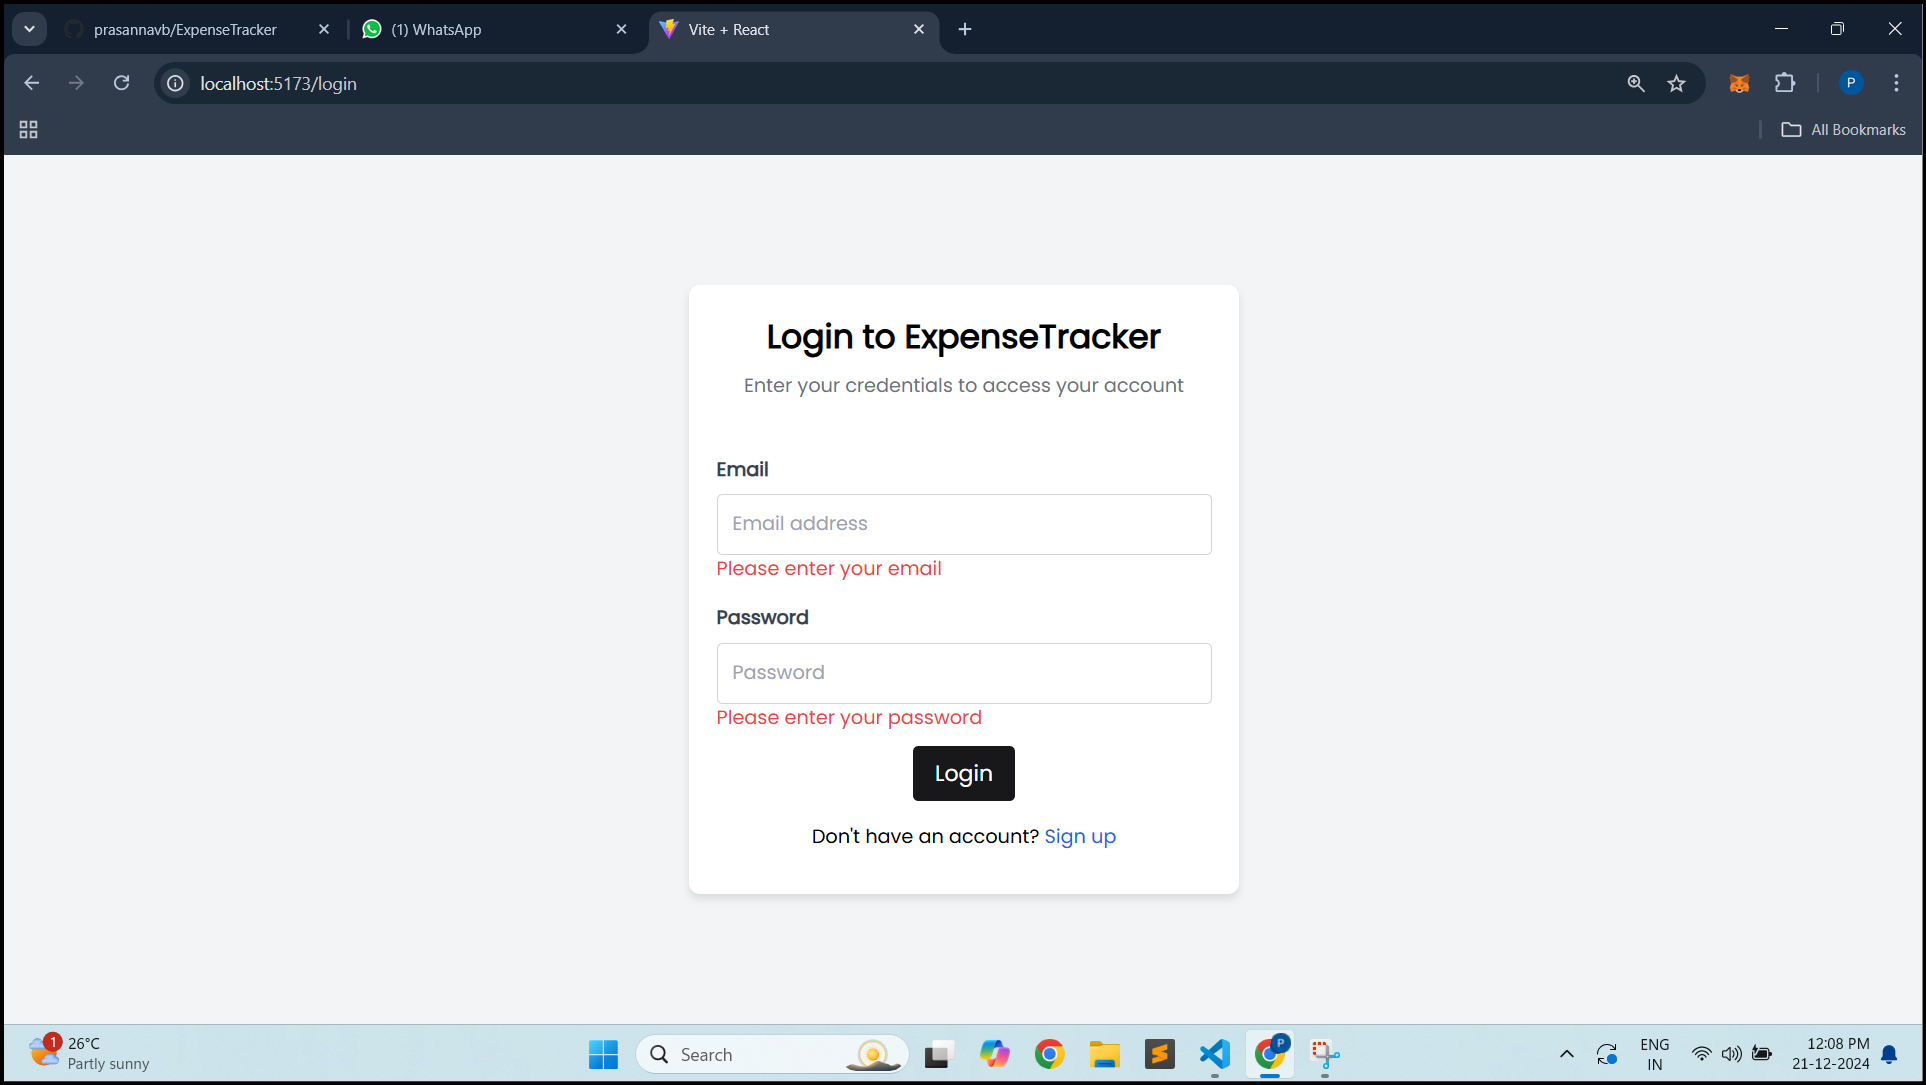 prasannavb/ExpenseTracker
(1) WhatsApp
Vite + React
localhost:5173/login
P
All Bookmarks
Login to ExpenseTracker
Enter your credentials to access your account
Email
Email address
Please enter your email
Password
Password
Please enter your password
Login
Don't have an account? Sign up
1
26°C
Partly sunny
Search
P
ENG
IN
12:08 PM
21-12-2024